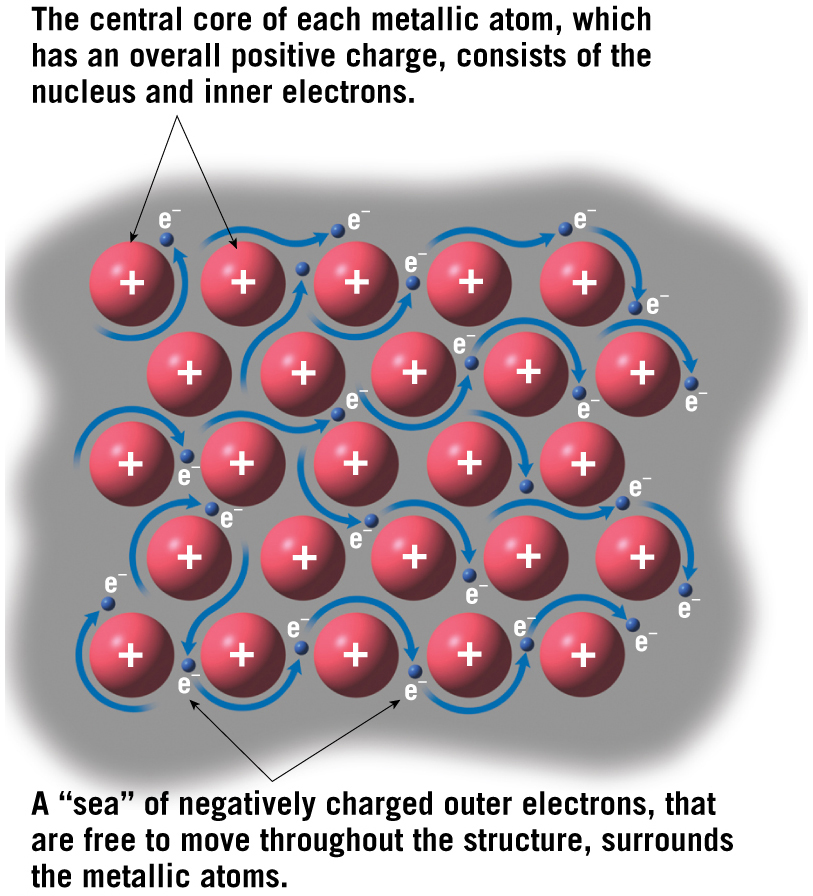 The central core of each metallic atom, which
has an overall positive charge, consists of the
nucleus and inner electrons.
e⁻ e⁻ e⁻
e⁻
+ + + + +
e⁻
e⁻
+ + + + +
e⁻ e⁻ e⁻
+ + + + +
e⁻ e⁻
e⁻
e⁻
+ + + + +
e⁻ e⁻ e⁻
e⁻ e⁻ e⁻
+ + + + +
e⁻ e⁻
A “sea” of negatively charged outer electrons, that
are free to move throughout the structure, surrounds
the metallic atoms.